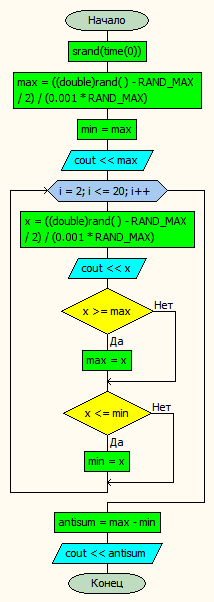 Начало
srand(time(0))
max = ((double)rand( ) - RAND_MAX
/ 2) / (0.001 * RAND_MAX)
min = max
cout << max
i = 2; i <= 20; i++
x = ((double)rand( ) - RAND_MAX
/ 2) / (0.001 * RAND_MAX)
cout << x
x >= max
Нет
Да
max = x
x <= min
Нет
Да
min = x
antisum = max - min
cout << antisum
Конец